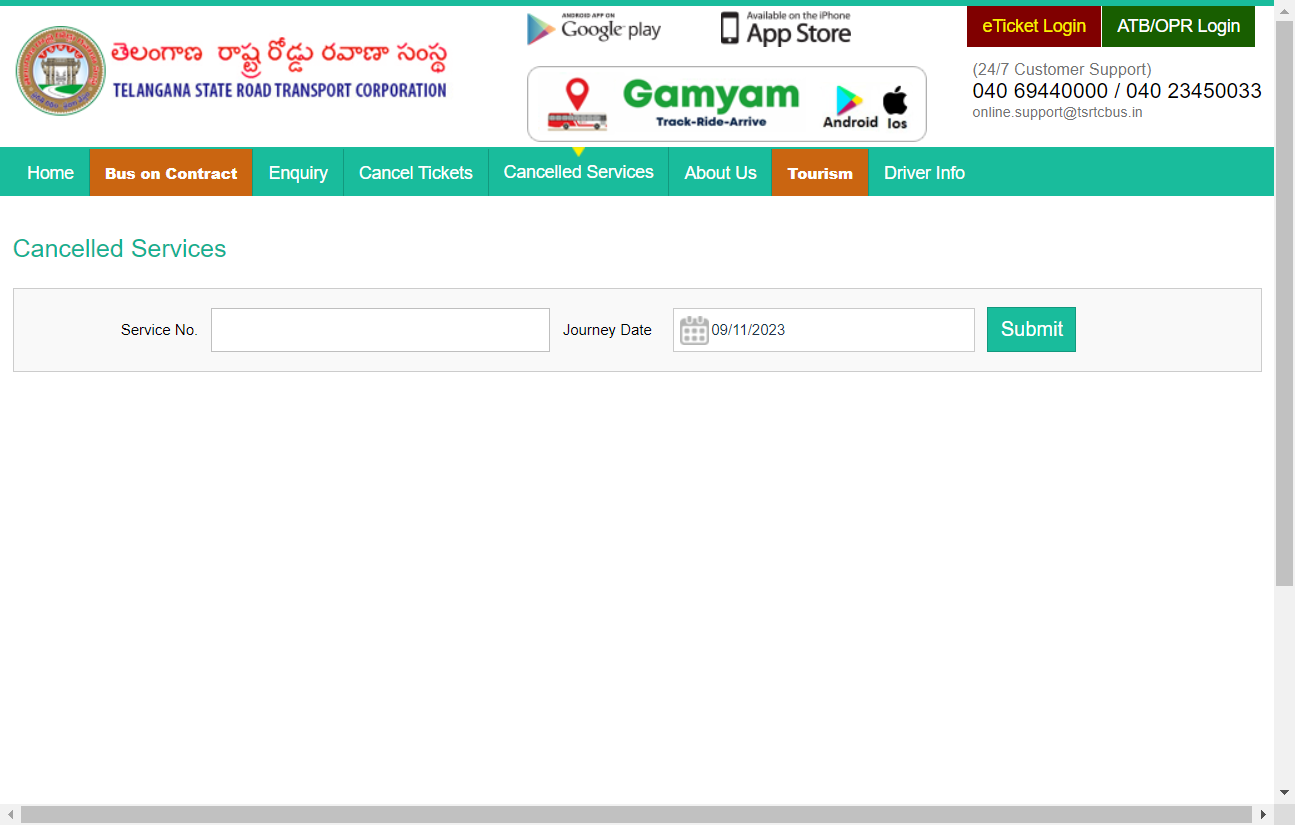 తెలంగాణ రాష్ట్ర రోడ్డు రవాణా సంస్థ
TELANGANA STATE ROAD TRANSPORT CORPORATION
ANDROID APP ON
Google play
Available on the iPhone
App Store
Gamyam
Track-Ride-Arrive
Android Ios
eTicket Login
ATB/OPR Login
(24/7 Customer Support)
040 69440000 / 040 23450033
online.support@tsrtcbus.in
Home
Bus on Contract
Enquiry
Cancel Tickets
Cancelled Services
About Us
Tourism
Driver Info
Cancelled Services
Service No.
Journey Date
09/11/2023
Submit